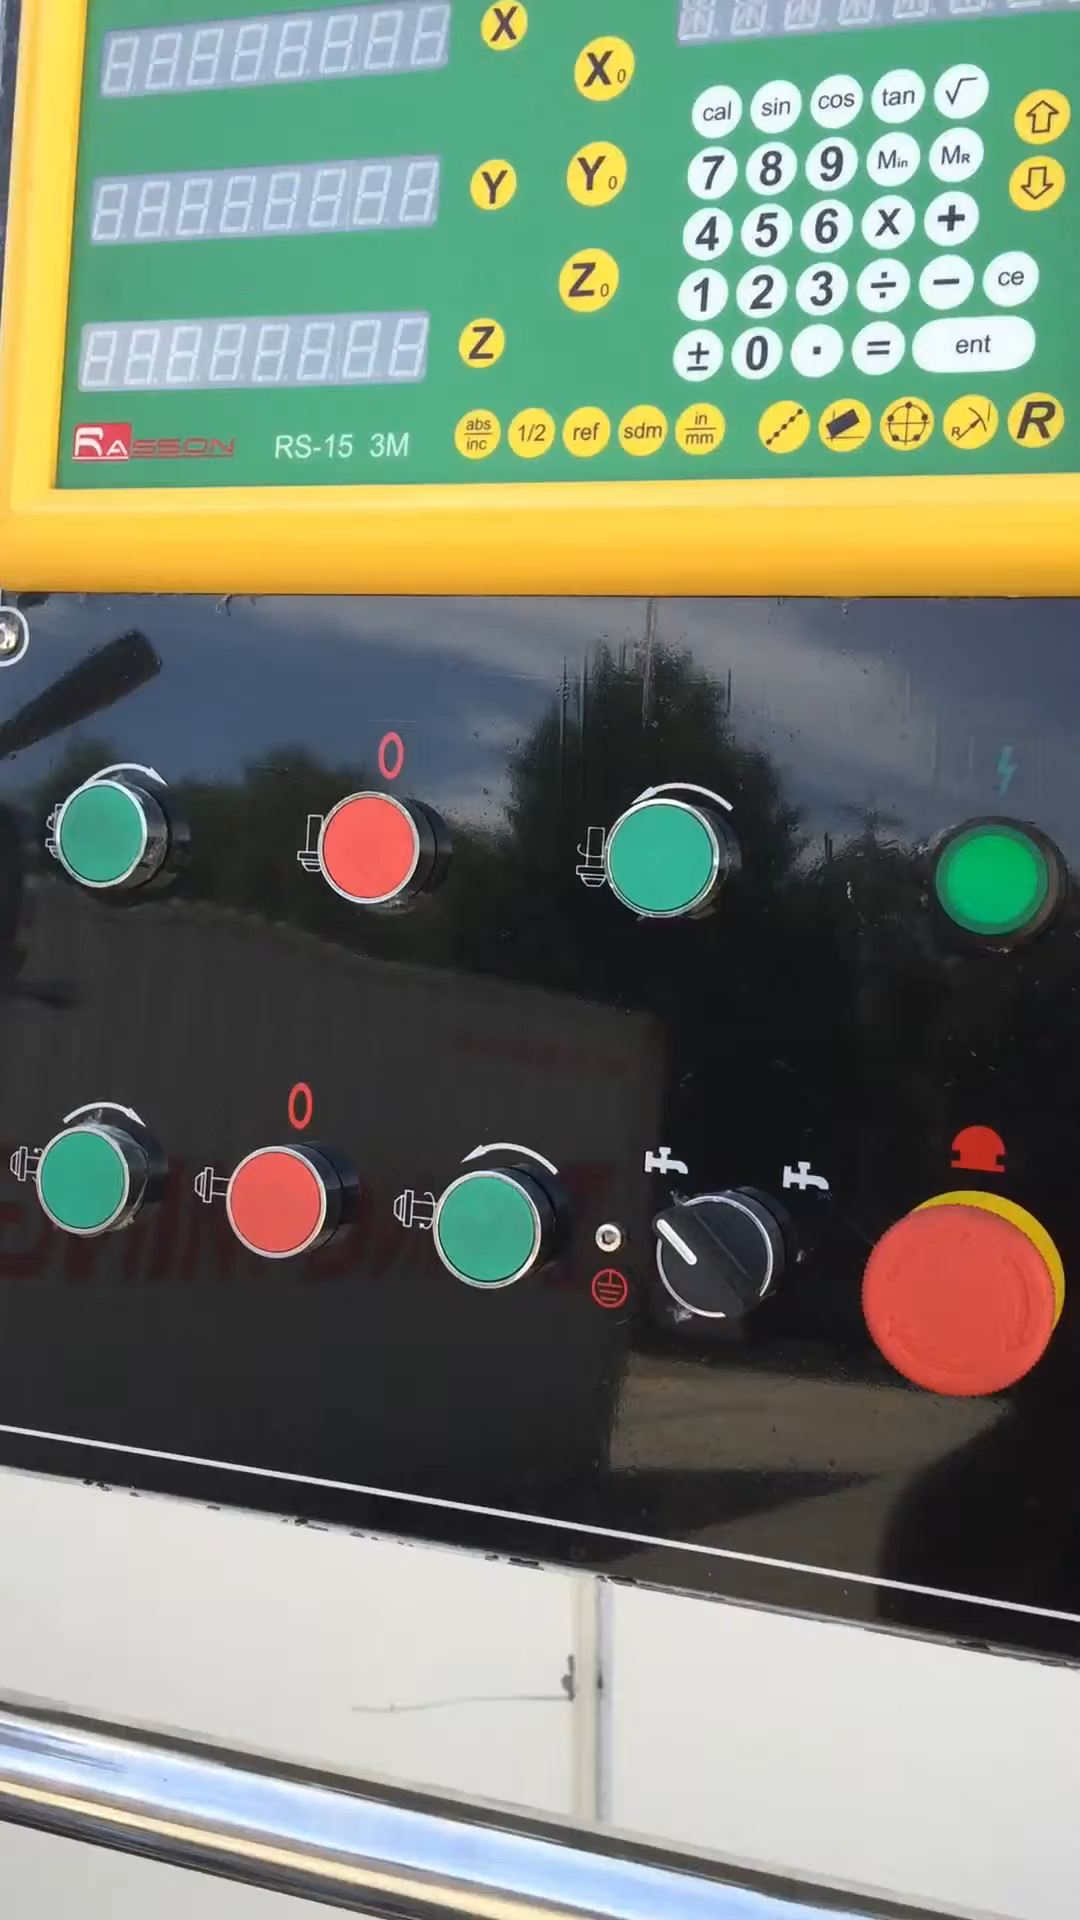 X
X0
cal sin cos tan √
7 8 9 Min MR
Y
Y0
4 5 6 X +
Z0
1 2 3 ÷ − ce
Z
± 0 · = ent
abs
inc
1/2
ref
sdm
in
mm
R
R
RASSON
RS-15 3M
0
0